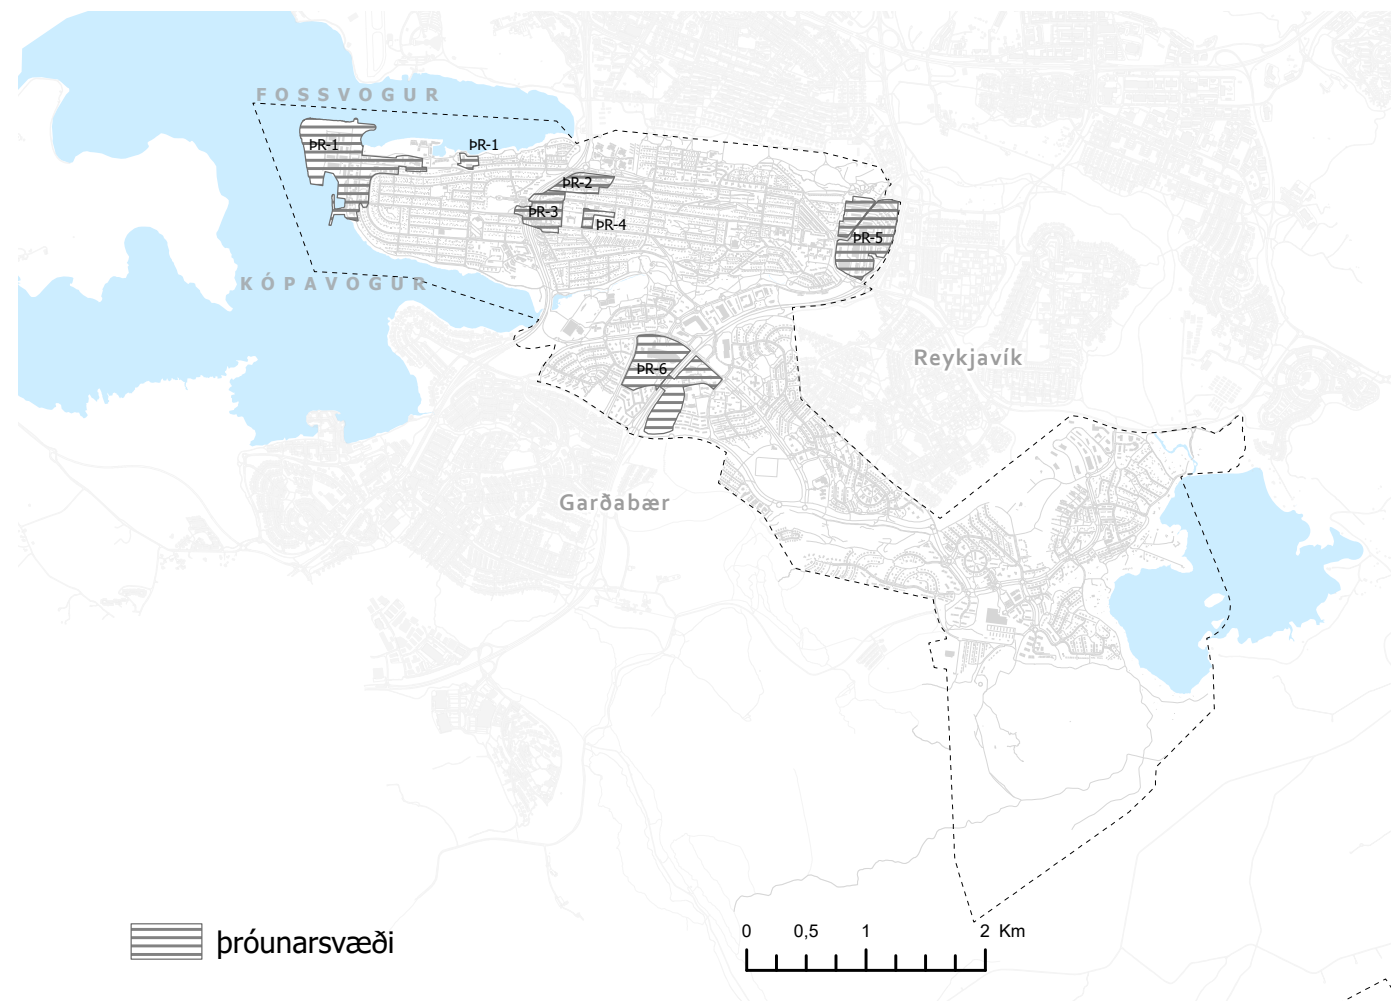 FOSSVOGUR
ÞR-1
ÞR-1
ÞR-2
ÞR-3
ÞR-4
ÞR-5
KÓPAVOGUR
Reykjavík
ÞR-6
Garðabær
þróunarsvæði
0 0,5 1 2 Km